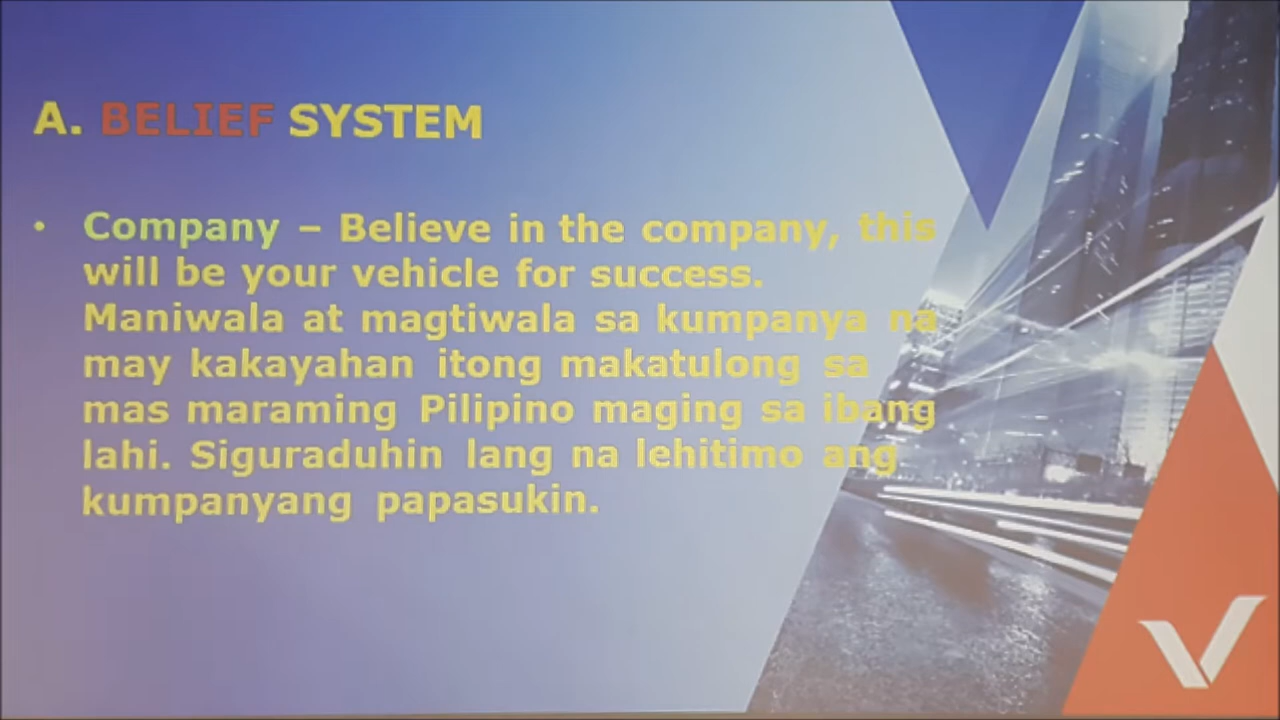 A. BELIEF SYSTEM
• Company – Believe in the company, this
will be your vehicle for success.
Maniwala at magtiwala sa kumpanya na
may kakayahan itong makatulong sa
mas maraming Pilipino maging sa ibang
lahi. Siguraduhin lang na lehitimo ang
kumpanyang papasukin.